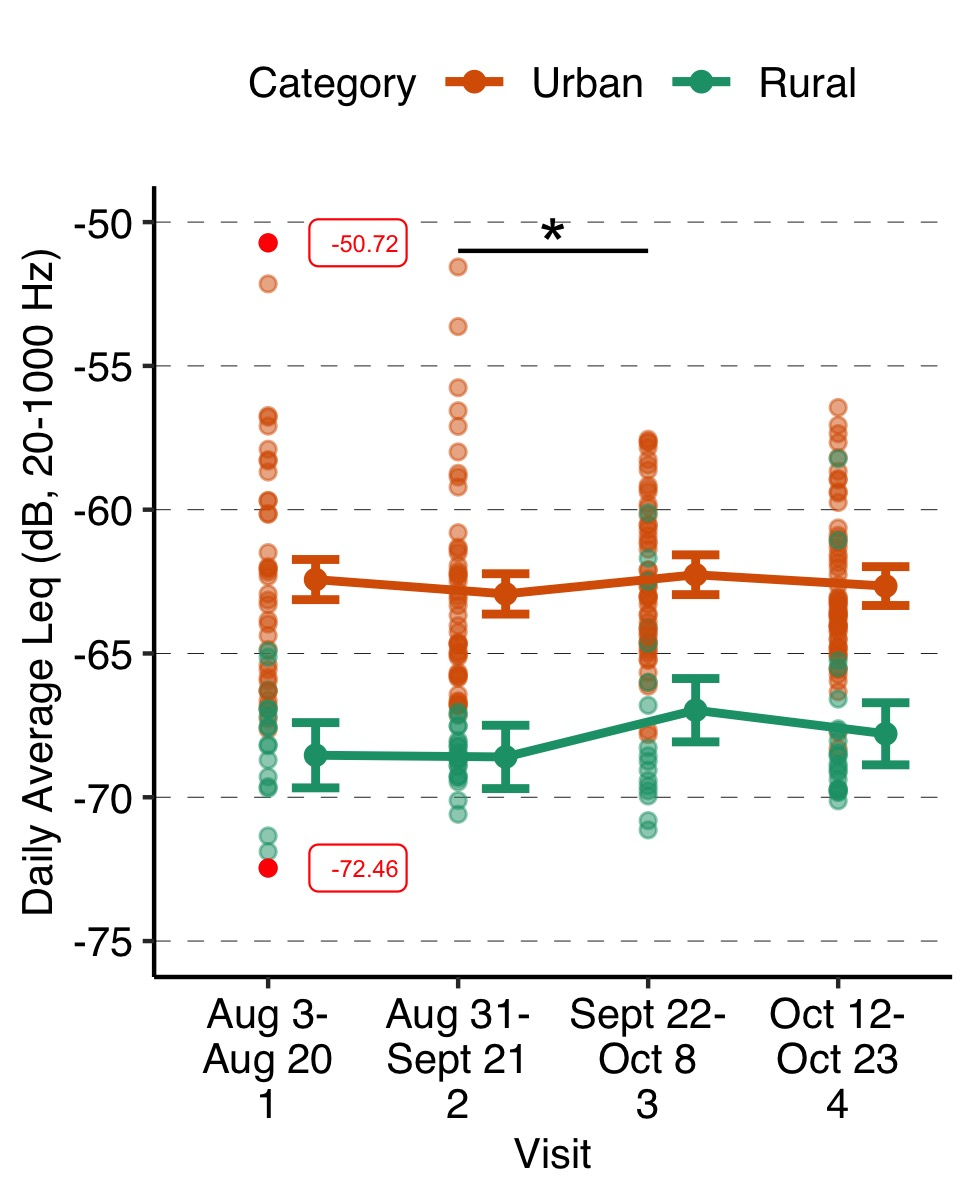 Category Urban Rural
Daily Average Leq (dB, 20-1000 Hz)
-50
-55
-60
-65
-70
-75
-50.72
*
-72.46
Aug 3- Aug 31- Sept 22- Oct 12-
Aug 20 Sept 21 Oct 8 Oct 23
1 2 3 4
Visit